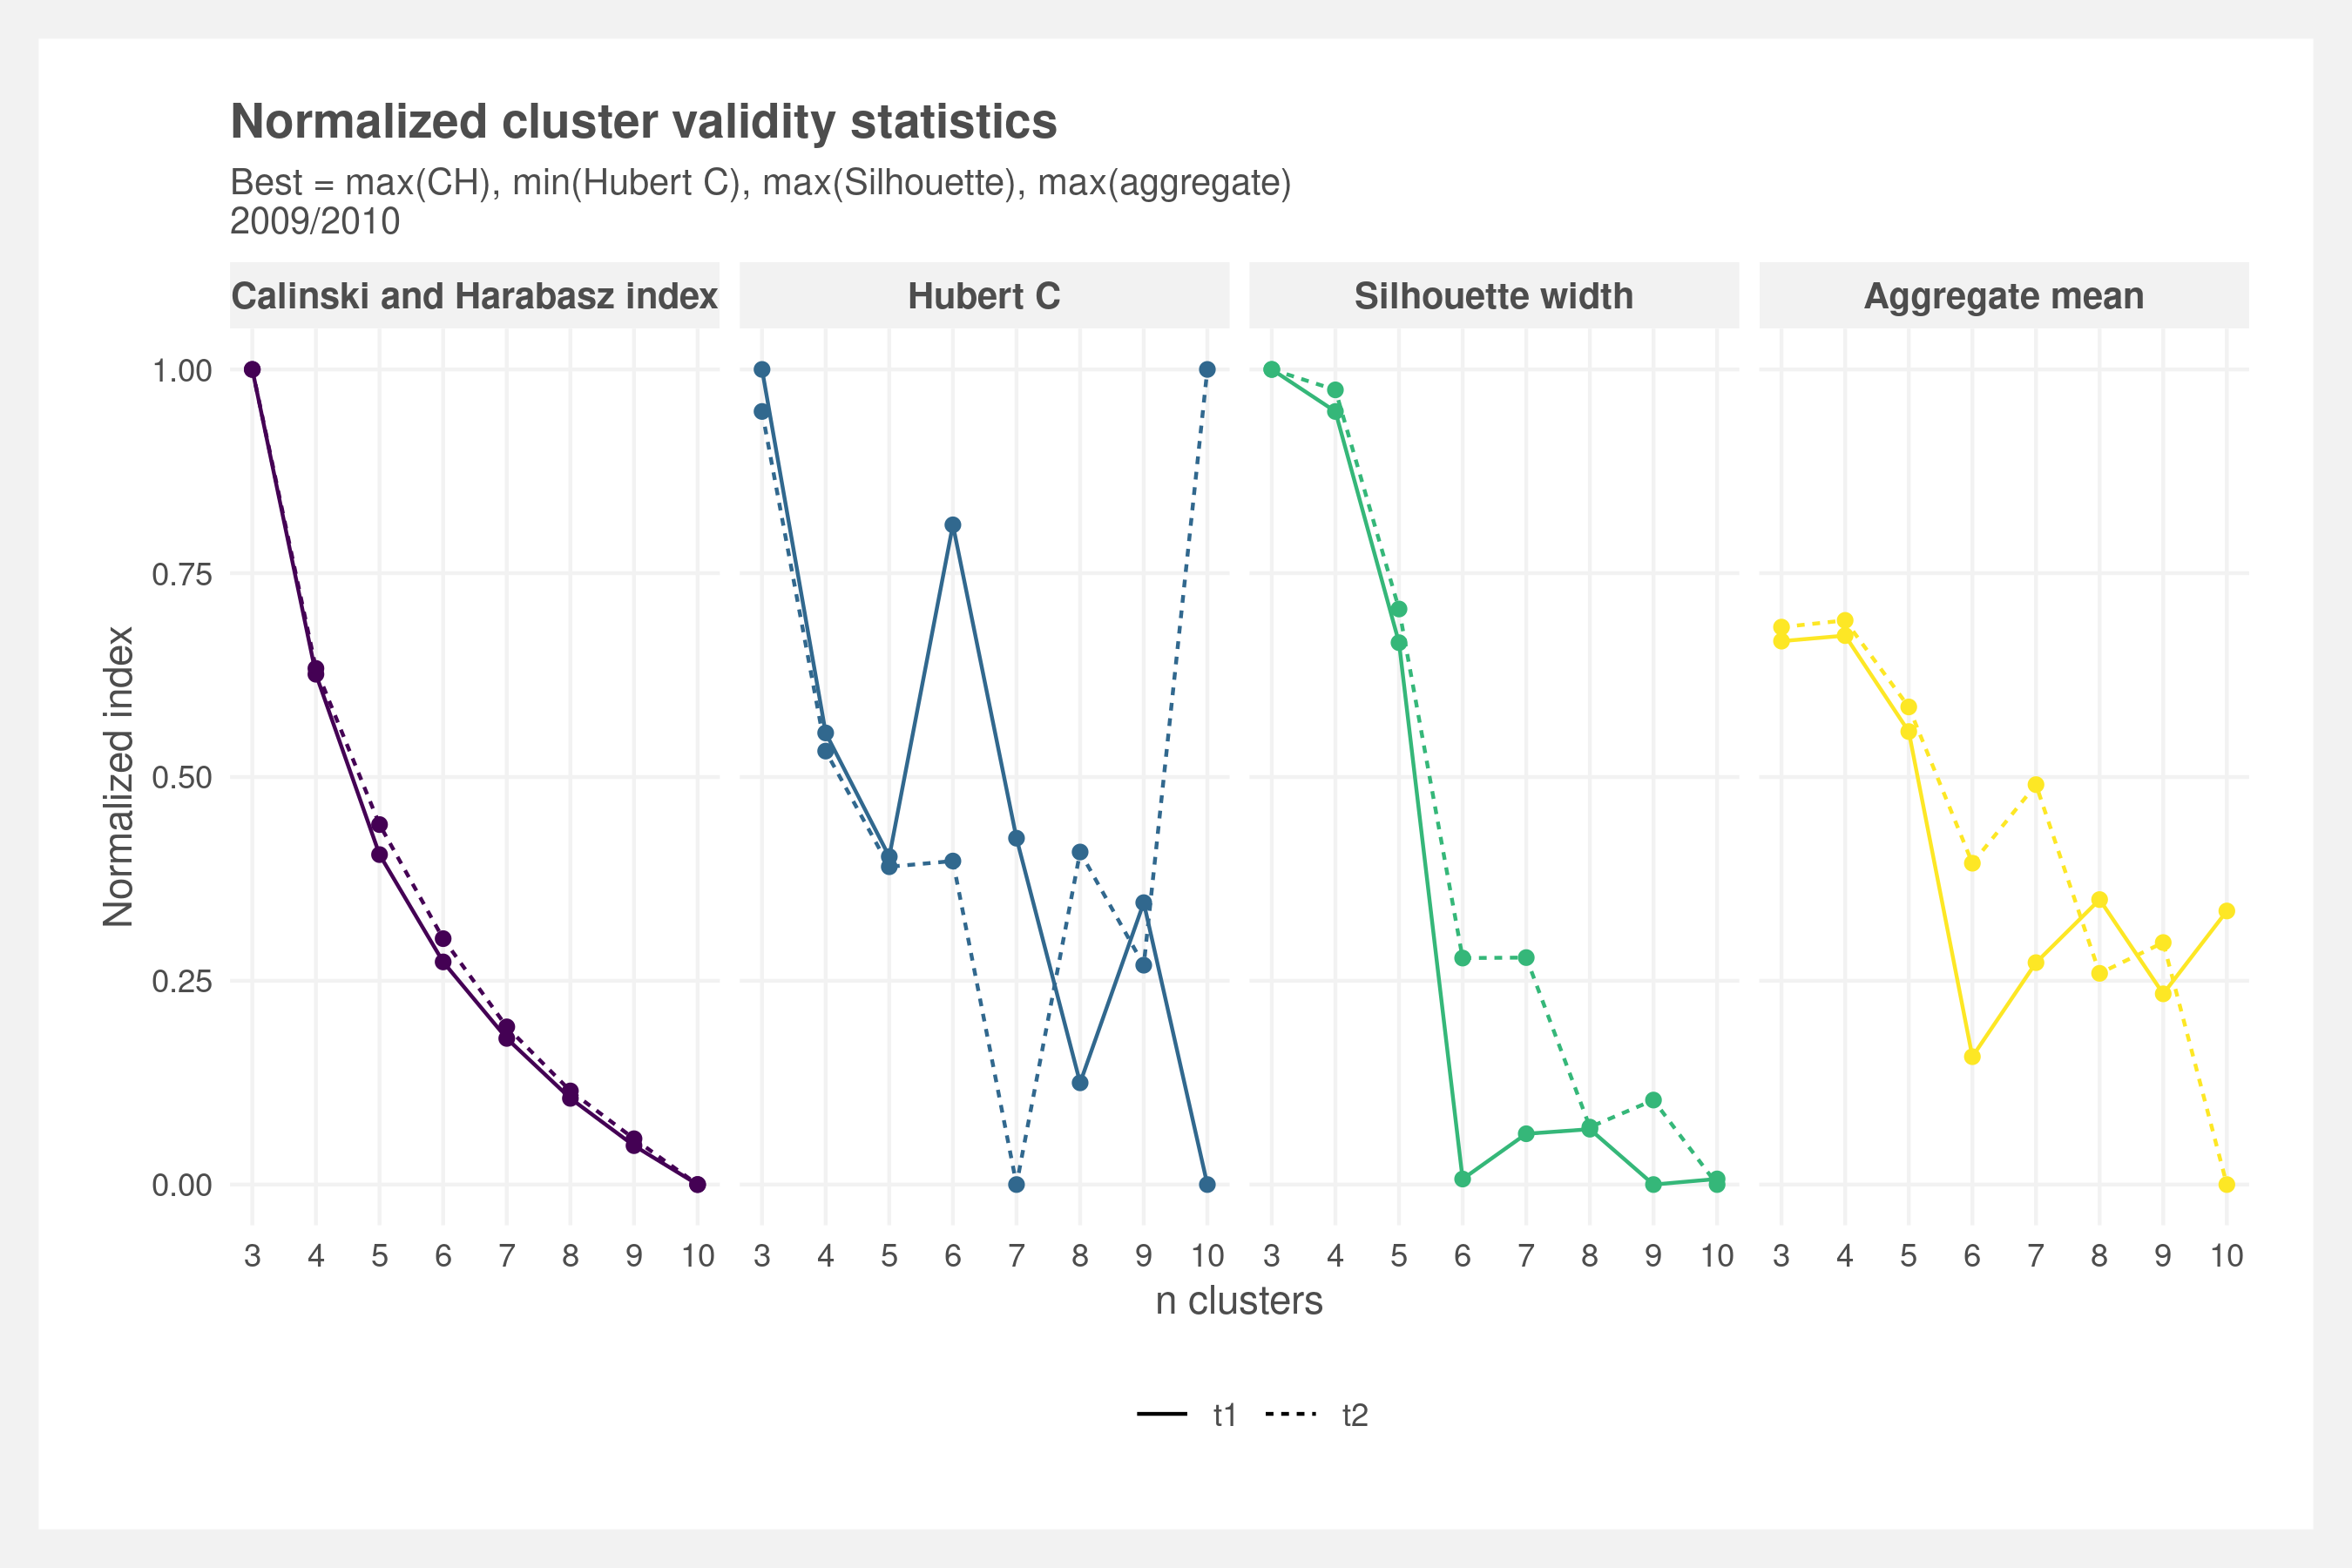 Normalized cluster validity statistics
Best = max(CH), min(Hubert C), max(Silhouette), max(aggregate)
2009/2010
Calinski and Harabasz index Hubert C Silhouette width Aggregate mean
Normalized index
1.00
0.75
0.50
0.25
0.00
3 4 5 6 7 8 9 10 3 4 5 6 7 8 9 10 3 4 5 6 7 8 9 10 3 4 5 6 7 8 9 10
n clusters
t1 t2